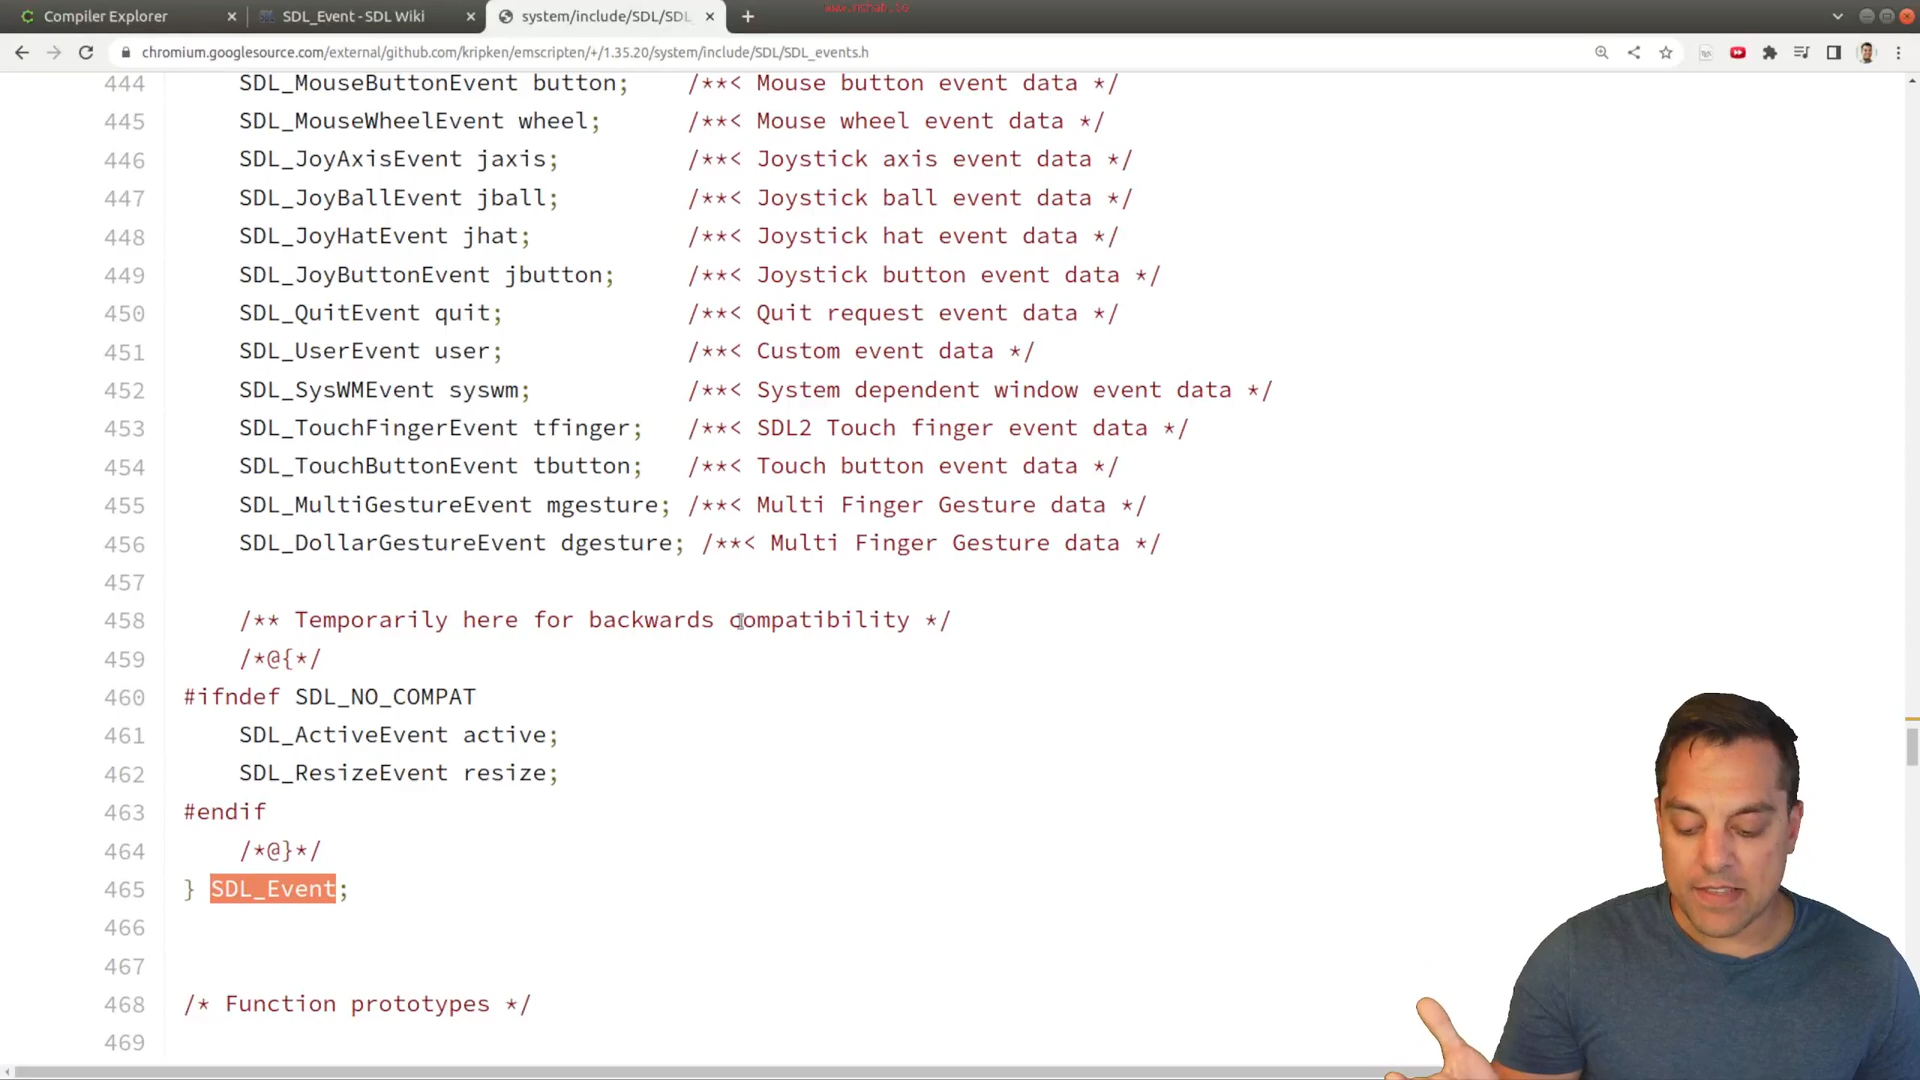 Compiler Explorer
SDL_Event - SDL Wiki
system/include/SDL/SDL_
chromium.googlesource.com/external/github.com/kripken/emscripten/+/1.35.20/system/include/SDL/SDL_events.h
444 SDL_MouseButtonEvent button; /**< Mouse button event data */
445 SDL_MouseWheelEvent wheel; /**< Mouse wheel event data */
446 SDL_JoyAxisEvent jaxis; /**< Joystick axis event data */
447 SDL_JoyBallEvent jball; /**< Joystick ball event data */
448 SDL_JoyHatEvent jhat; /**< Joystick hat event data */
449 SDL_JoyButtonEvent jbutton; /**< Joystick button event data */
450 SDL_QuitEvent quit; /**< Quit request event data */
451 SDL_UserEvent user; /**< Custom event data */
452 SDL_SysWMEvent syswm; /**< System dependent window event data */
453 SDL_TouchFingerEvent tfinger; /**< SDL2 Touch finger event data */
454 SDL_TouchButtonEvent tbutton; /**< Touch button event data */
455 SDL_MultiGestureEvent mgesture; /**< Multi Finger Gesture data */
456 SDL_DollarGestureEvent dgesture; /**< Multi Finger Gesture data */
457
458 /** Temporarily here for backwards compatibility */
459 /*@{*/
460 #ifndef SDL_NO_COMPAT
461 SDL_ActiveEvent active;
462 SDL_ResizeEvent resize;
463 #endif
464 /*@}*/
465 } SDL_Event;
466
467
468 /* Function prototypes */
469